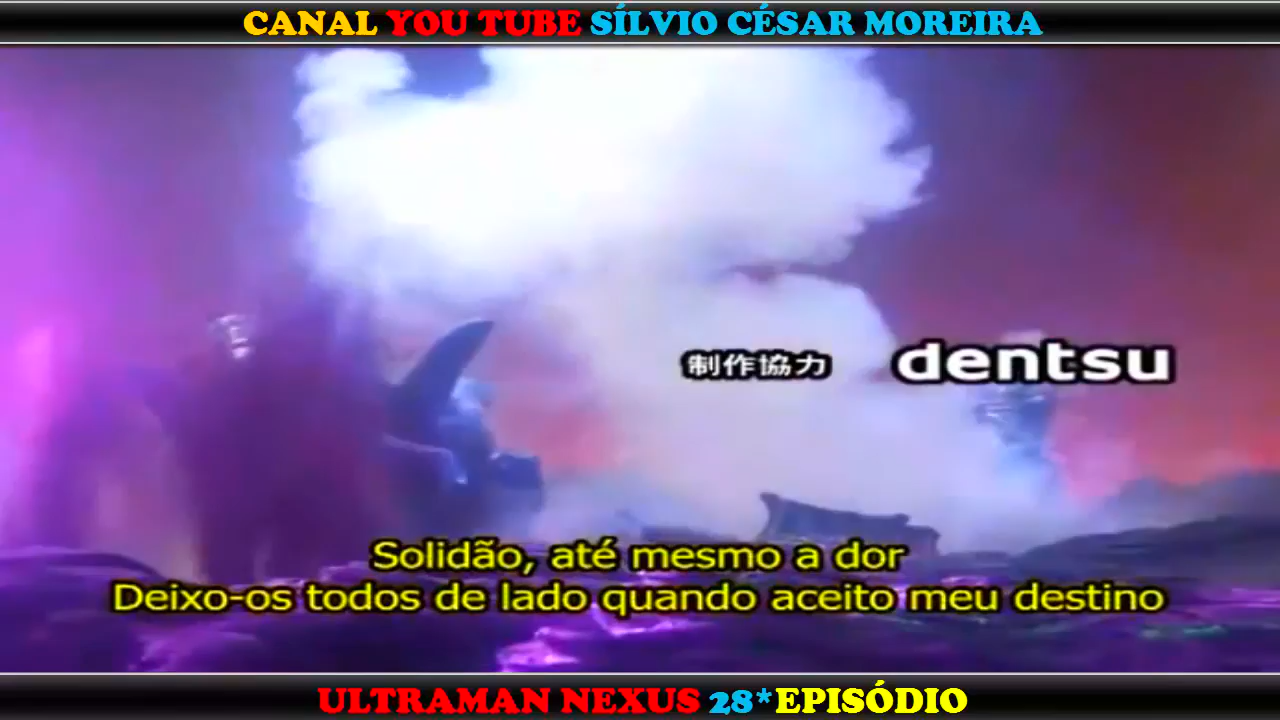 CANAL YOU TUBE SÍLVIO CÉSAR MOREIRA
制作協力 dentsu
Solidão, até mesmo a dor
Deixo-os todos de lado quando aceito meu destino
ULTRAMAN NEXUS 28*EPISÓDIO